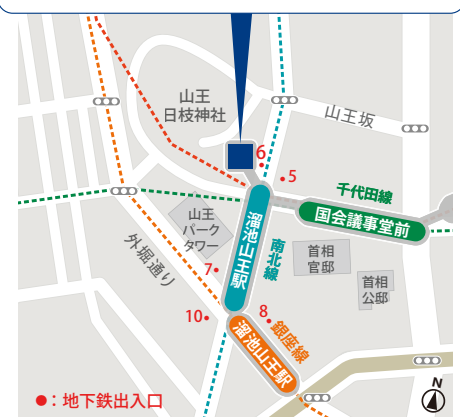 山王
日枝神社
山王坂
6
5
千代田線
国会議事堂前
山王
パーク
タワー
溜池山王駅
南北線
首相
官邸
首相
公邸
外堀通り
7
10
8
銀座線
溜池山王駅
●：地下鉄出入口
N